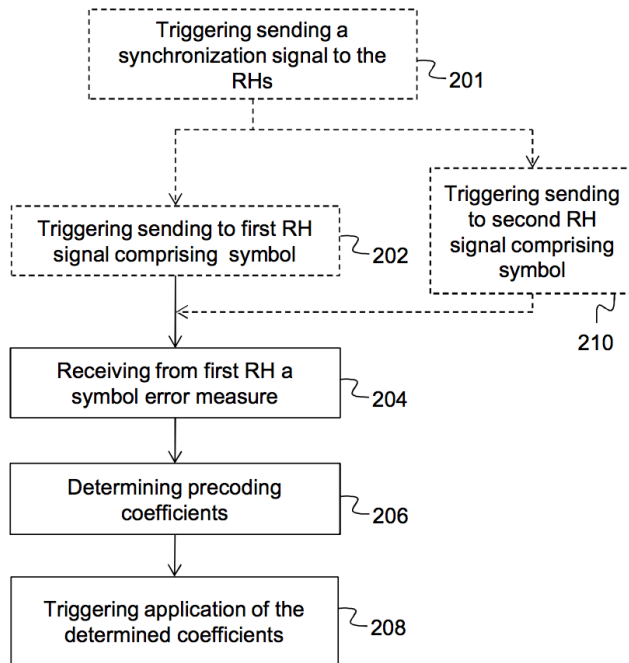 Triggering sending a
synchronization signal to the
RHs
201
Triggering sending to first RH
signal comprising symbol
202
Triggering sending
to second RH
signal comprising
symbol
210
Receiving from first RH a
symbol error measure
204
Determining precoding
coefficients
206
Triggering application of the
determined coefficients
208